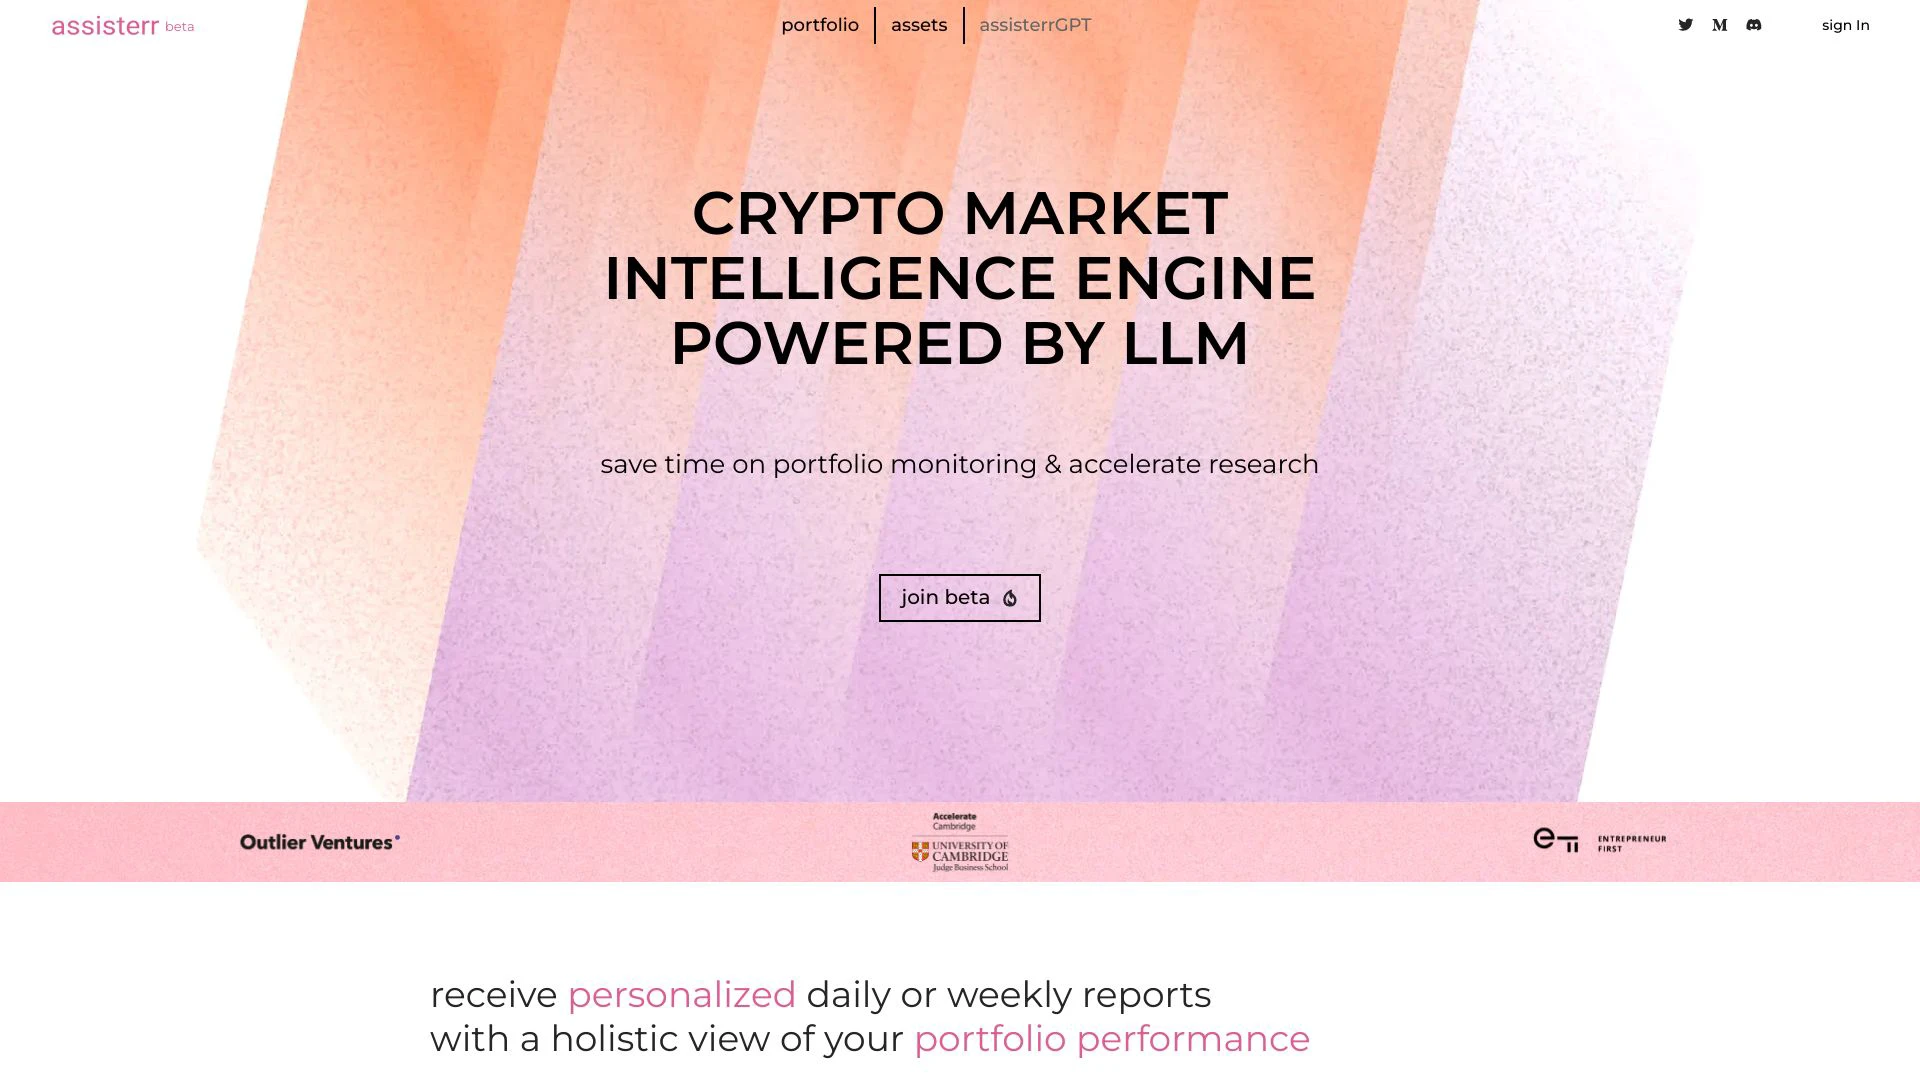 assisterr beta
portfolio
assets
assisterrGPT
sign In
CRYPTO MARKET
INTELLIGENCE ENGINE
POWERED BY LLM
save time on portfolio monitoring & accelerate research
join beta
Outlier Ventures
Accelerate
Cambridge
UNIVERSITY OF
CAMBRIDGE
Judge Business School
ENTREPRENEUR
FIRST
receive personalized daily or weekly reports
with a holistic view of your portfolio performance